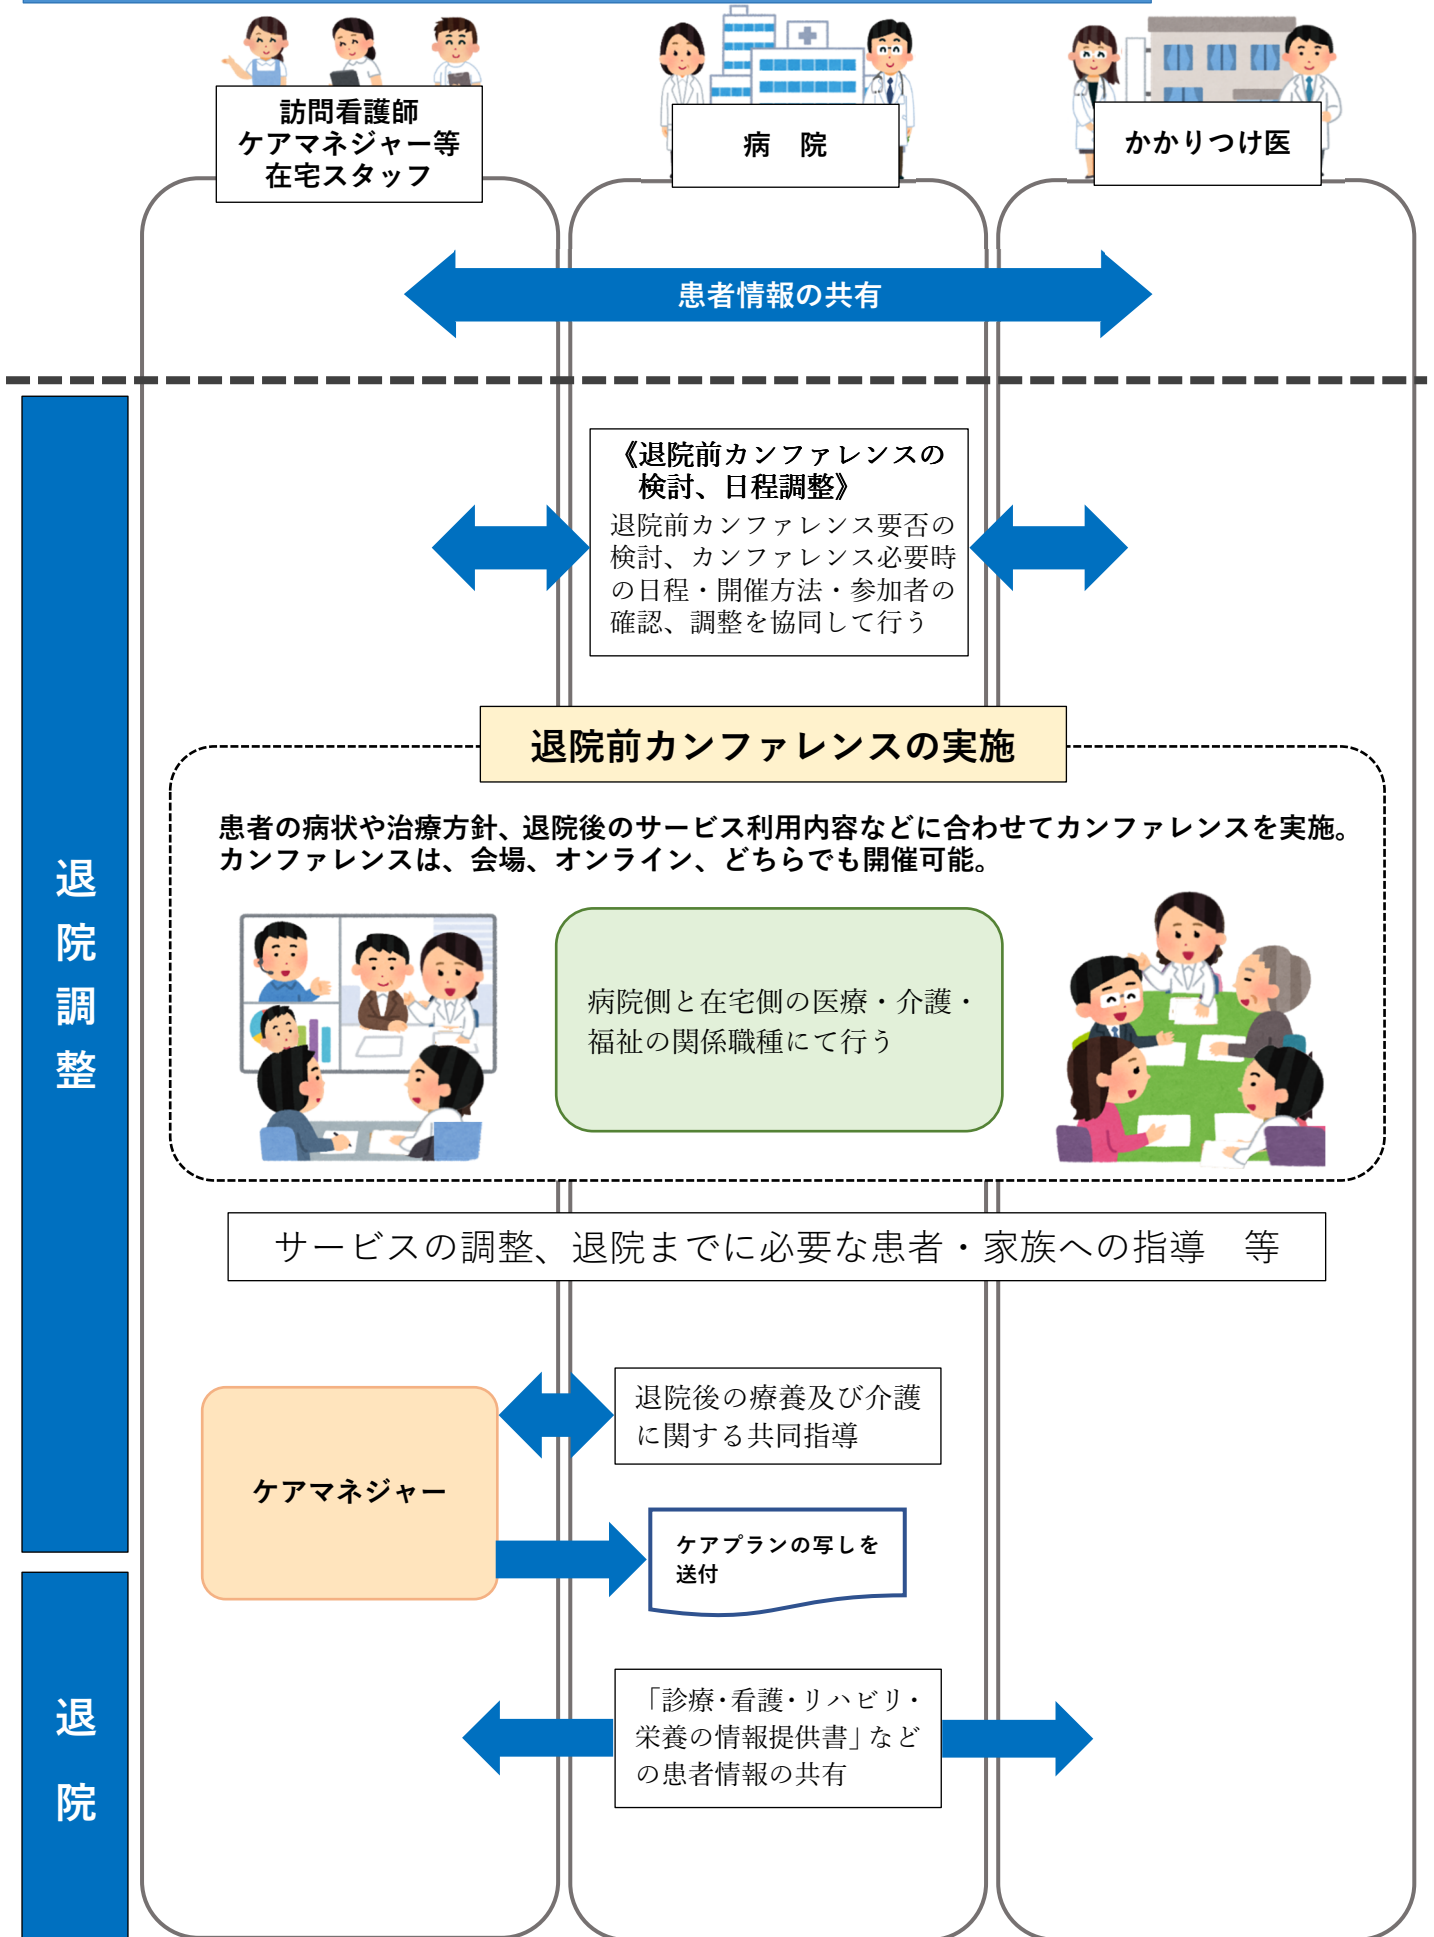 訪問看護師
ケアマネジャー等
在宅スタッフ
病　院
かかりつけ医
患者情報の共有
退院調整
《退院前カンファレンスの
検討、日程調整》
退院前カンファレンス要否の
検討、カンファレンス必要時
の日程・開催方法・参加者の
確認、調整を協同して行う
退院前カンファレンスの実施
患者の病状や治療方針、退院後のサービス利用内容などに合わせてカンファレンスを実施。
カンファレンスは、会場、オンライン、どちらでも開催可能。
病院側と在宅側の医療・介護・
福祉の関係職種にて行う
サービスの調整、退院までに必要な患者・家族への指導　等
ケアマネジャー
退院後の療養及び介護
に関する共同指導
ケアプランの写しを
送付
退院
「診療・看護・リハビリ・
栄養の情報提供書」など
の患者情報の共有